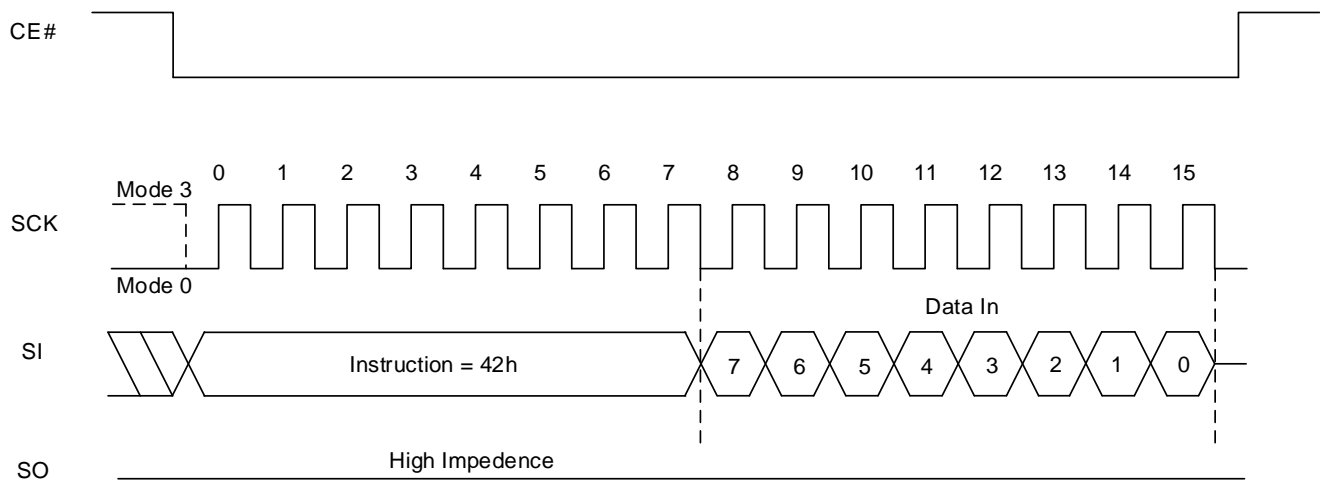 CE#
0 1 2 3 4 5 6 7 8 9 10 11 12 13 14 15
Mode 3
SCK
Mode 0
Data In
SI
Instruction = 42h
7 6 5 4 3 2 1 0
High Impedence
SO